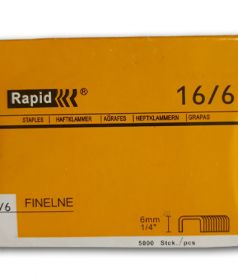 Rapid ®
16/6
STAPLES | HAFTKLAMMER | AGRAFES | HEFTKLAMMERN | GRAPAS
/6 FINELNE
6mm
1/4"
5000 Stck./pcs